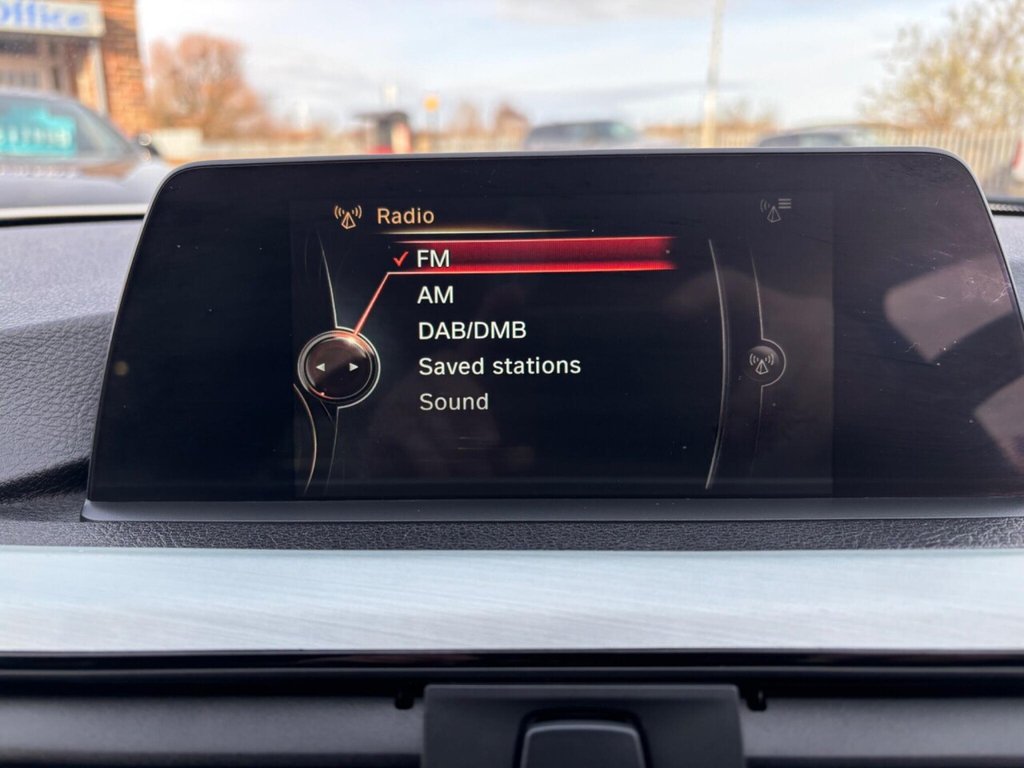 Office
Radio
FM
AM
DAB/DMB
Saved stations
Sound